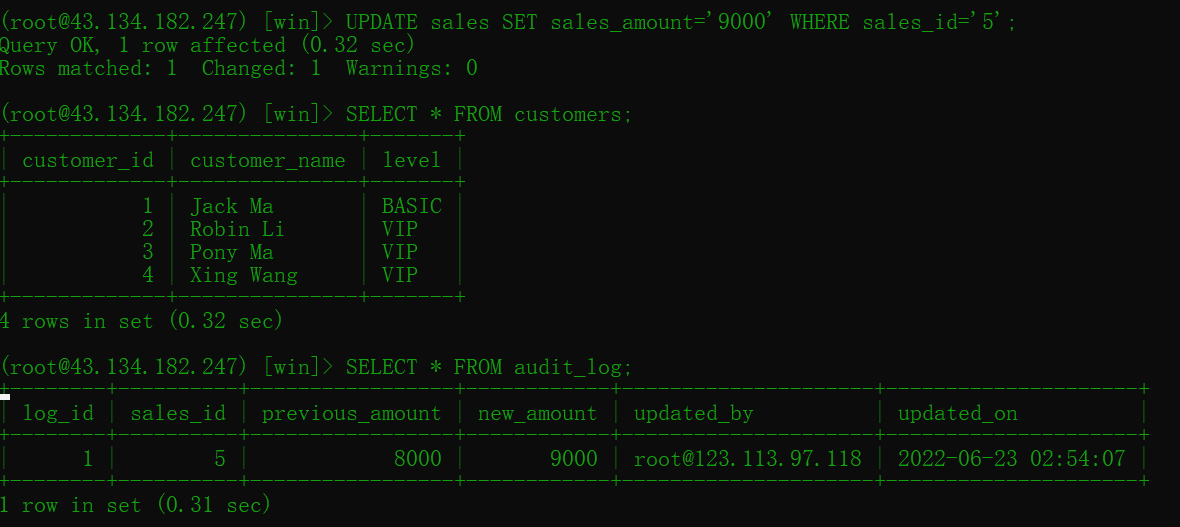 (root@43.134.182.247) [win]> UPDATE sales SET sales_amount='9000' WHERE sales_id='5';
Query OK, 1 row affected (0.32 sec)
Rows matched: 1  Changed: 1  Warnings: 0
(root@43.134.182.247) [win]> SELECT * FROM customers;
+-------------+---------------+-------+
| customer_id | customer_name | level |
+-------------+---------------+-------+
|           1 | Jack Ma       | BASIC |
|           2 | Robin Li      | VIP   |
|           3 | Pony Ma       | VIP   |
|           4 | Xing Wang     | VIP   |
+-------------+---------------+-------+
4 rows in set (0.32 sec)
(root@43.134.182.247) [win]> SELECT * FROM audit_log;
+--------+----------+-----------------+------------+---------------------+---------------------+
| log_id | sales_id | previous_amount | new_amount | updated_by          | updated_on          |
+--------+----------+-----------------+------------+---------------------+---------------------+
|      1 |        5 |            8000 |       9000 | root@123.113.97.118 | 2022-06-23 02:54:07 |
+--------+----------+-----------------+------------+---------------------+---------------------+
1 row in set (0.31 sec)